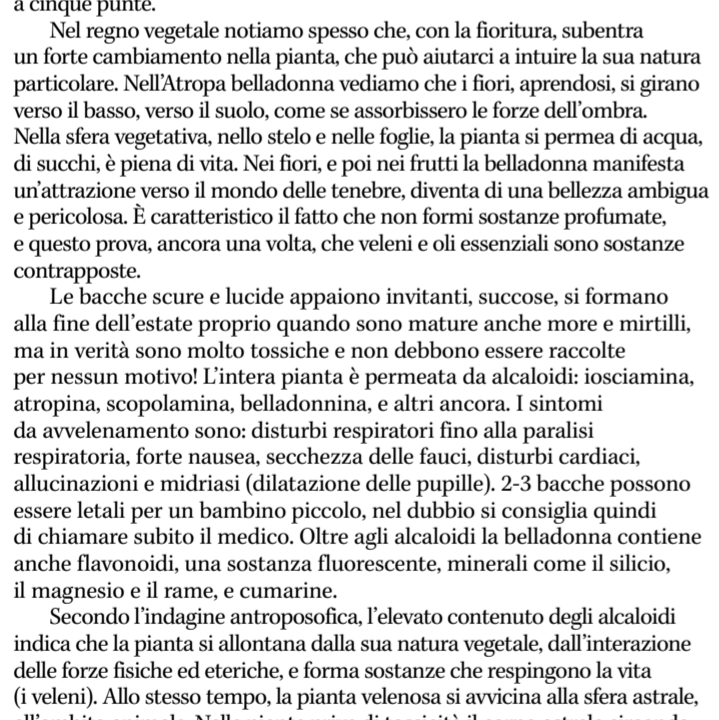 a cinque punte.
Nel regno vegetale notiamo spesso che, con la fioritura, subentra
un forte cambiamento nella pianta, che può aiutarci a intuire la sua natura
particolare. Nell'Atropa belladonna vediamo che i fiori, aprendosi, si girano
verso il basso, verso il suolo, come se assorbissero le forze dell'ombra.
Nella sfera vegetativa, nello stelo e nelle foglie, la pianta si permea di acqua,
di succhi, è piena di vita. Nei fiori, e poi nei frutti la belladonna manifesta
un'attrazione verso il mondo delle tenebre, diventa di una bellezza ambigua
e pericolosa. È caratteristico il fatto che non formi sostanze profumate,
e questo prova, ancora una volta, che veleni e oli essenziali sono sostanze
contrapposte.
Le bacche scure e lucide appaiono invitanti, succose, si formano
alla fine dell'estate proprio quando sono mature anche more e mirtilli,
ma in verità sono molto tossiche e non debbono essere raccolte
per nessun motivo! L'intera pianta è permeata da alcaloidi: iosciamina,
atropina, scopolamina, belladonnina, e altri ancora. I sintomi
da avvelenamento sono: disturbi respiratori fino alla paralisi
respiratoria, forte nausea, secchezza delle fauci, disturbi cardiaci,
allucinazioni e midriasi (dilatazione delle pupille). 2-3 bacche possono
essere letali per un bambino piccolo, nel dubbio si consiglia quindi
di chiamare subito il medico. Oltre agli alcaloidi la belladonna contiene
anche flavonoidi, una sostanza fluorescente, minerali come il silicio,
il magnesio e il rame, e cumarine.
Secondo l'indagine antroposofica, l'elevato contenuto degli alcaloidi
indica che la pianta si allontana dalla sua natura vegetale, dall'interazione
delle forze fisiche ed eteriche, e forma sostanze che respingono la vita
(i veleni). Allo stesso tempo, la pianta velenosa si avvicina alla sfera astrale,